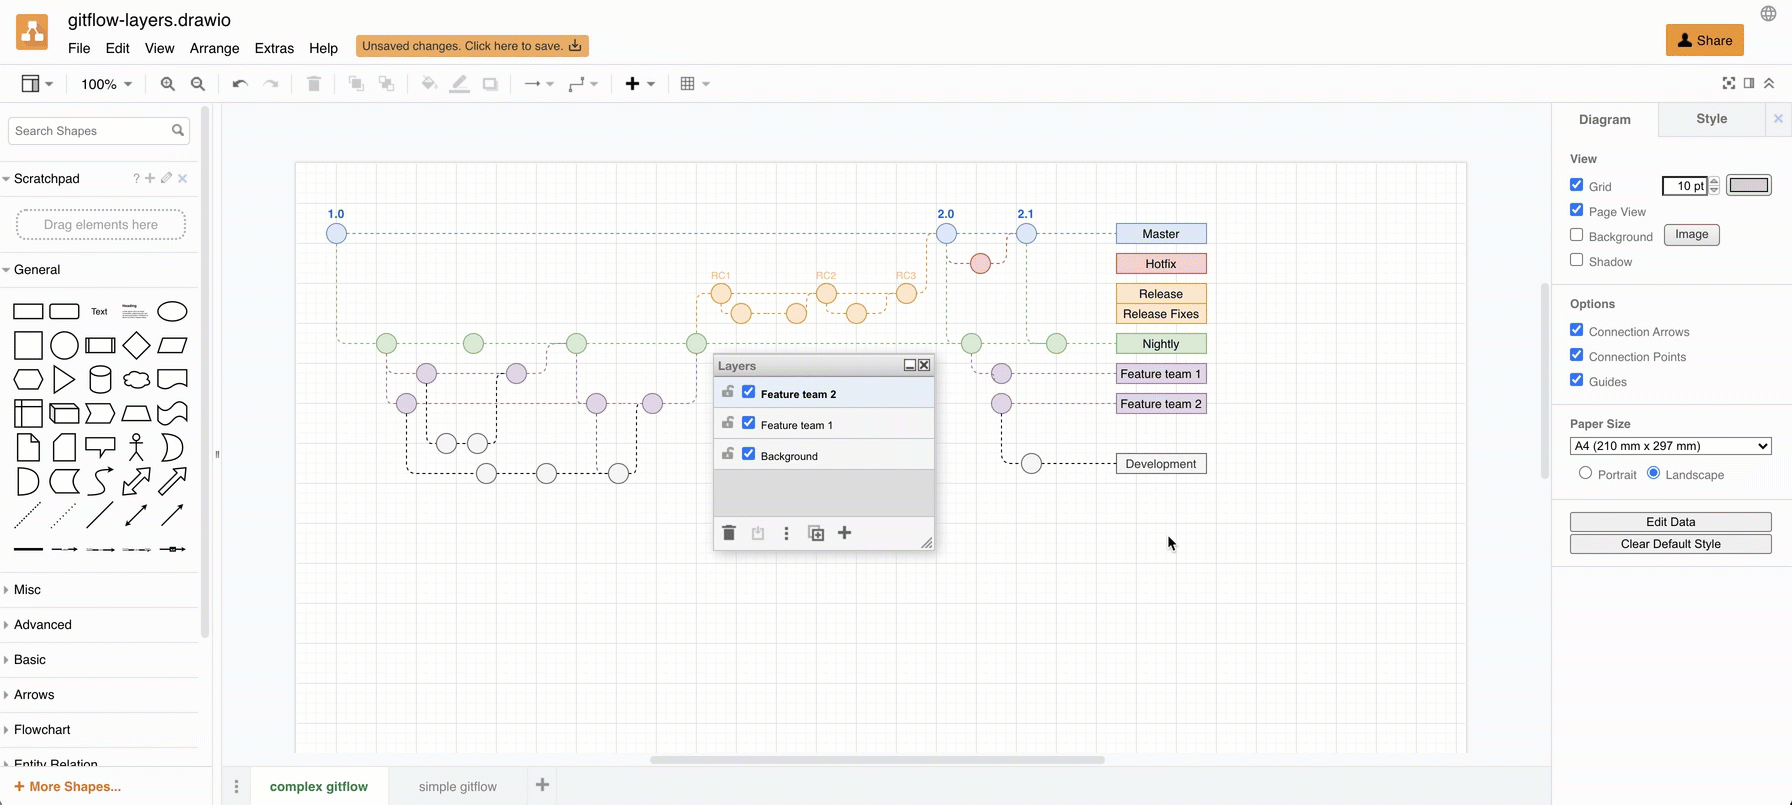 gitflow-layers.drawio
File Edit View Arrange Extras Help
Unsaved changes. Click here to save.
Share
100%
Search Shapes
Scratchpad
?
Drag elements here
General
Text
Heading
Misc
Advanced
Basic
Arrows
Flowchart
Entity Relation
+ More Shapes...
1.0
2.0
2.1
Master
Hotfix
RC1
RC2
RC3
Release
Release Fixes
Nightly
Feature team 1
Feature team 2
Development
Layers
Feature team 2
Feature team 1
Background
complex gitflow
simple gitflow
Diagram
Style
View
Grid
10 pt
Page View
Background
Image
Shadow
Options
Connection Arrows
Connection Points
Guides
Paper Size
A4 (210 mm x 297 mm)
Portrait
Landscape
Edit Data
Clear Default Style